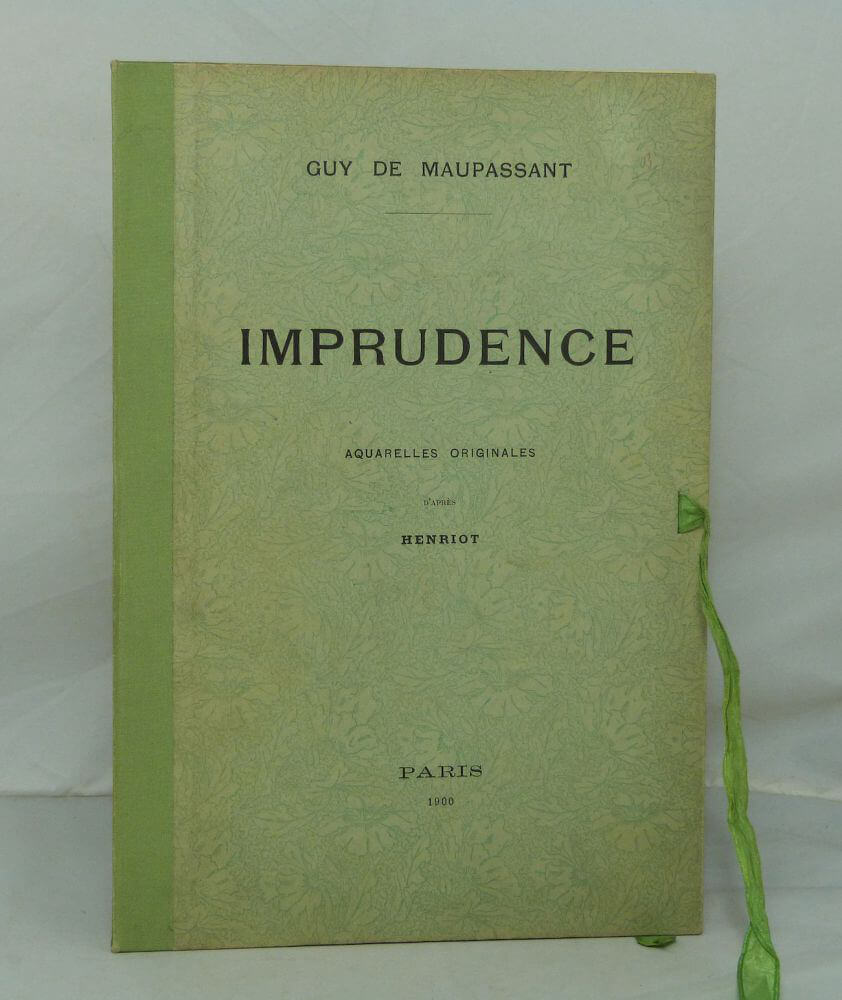 GUY DE MAUPASSANT
IMPRUDENCE
AQUARELLES ORIGINALES
D'APRÈS
HENRIOT
PARIS
1900